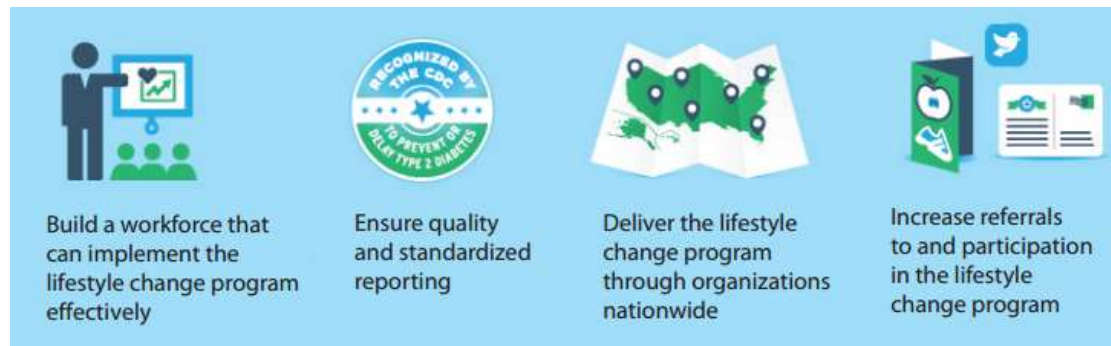 RECOGNIZED BY
THE CDC
TO PREVENT OR
DELAY TYPE 2 DIABETES
Build a workforce that
can implement the
lifestyle change program
effectively
Ensure quality
and standardized
reporting
Deliver the lifestyle
change program
through organizations
nationwide
Increase referrals
to and participation
in the lifestyle
change program